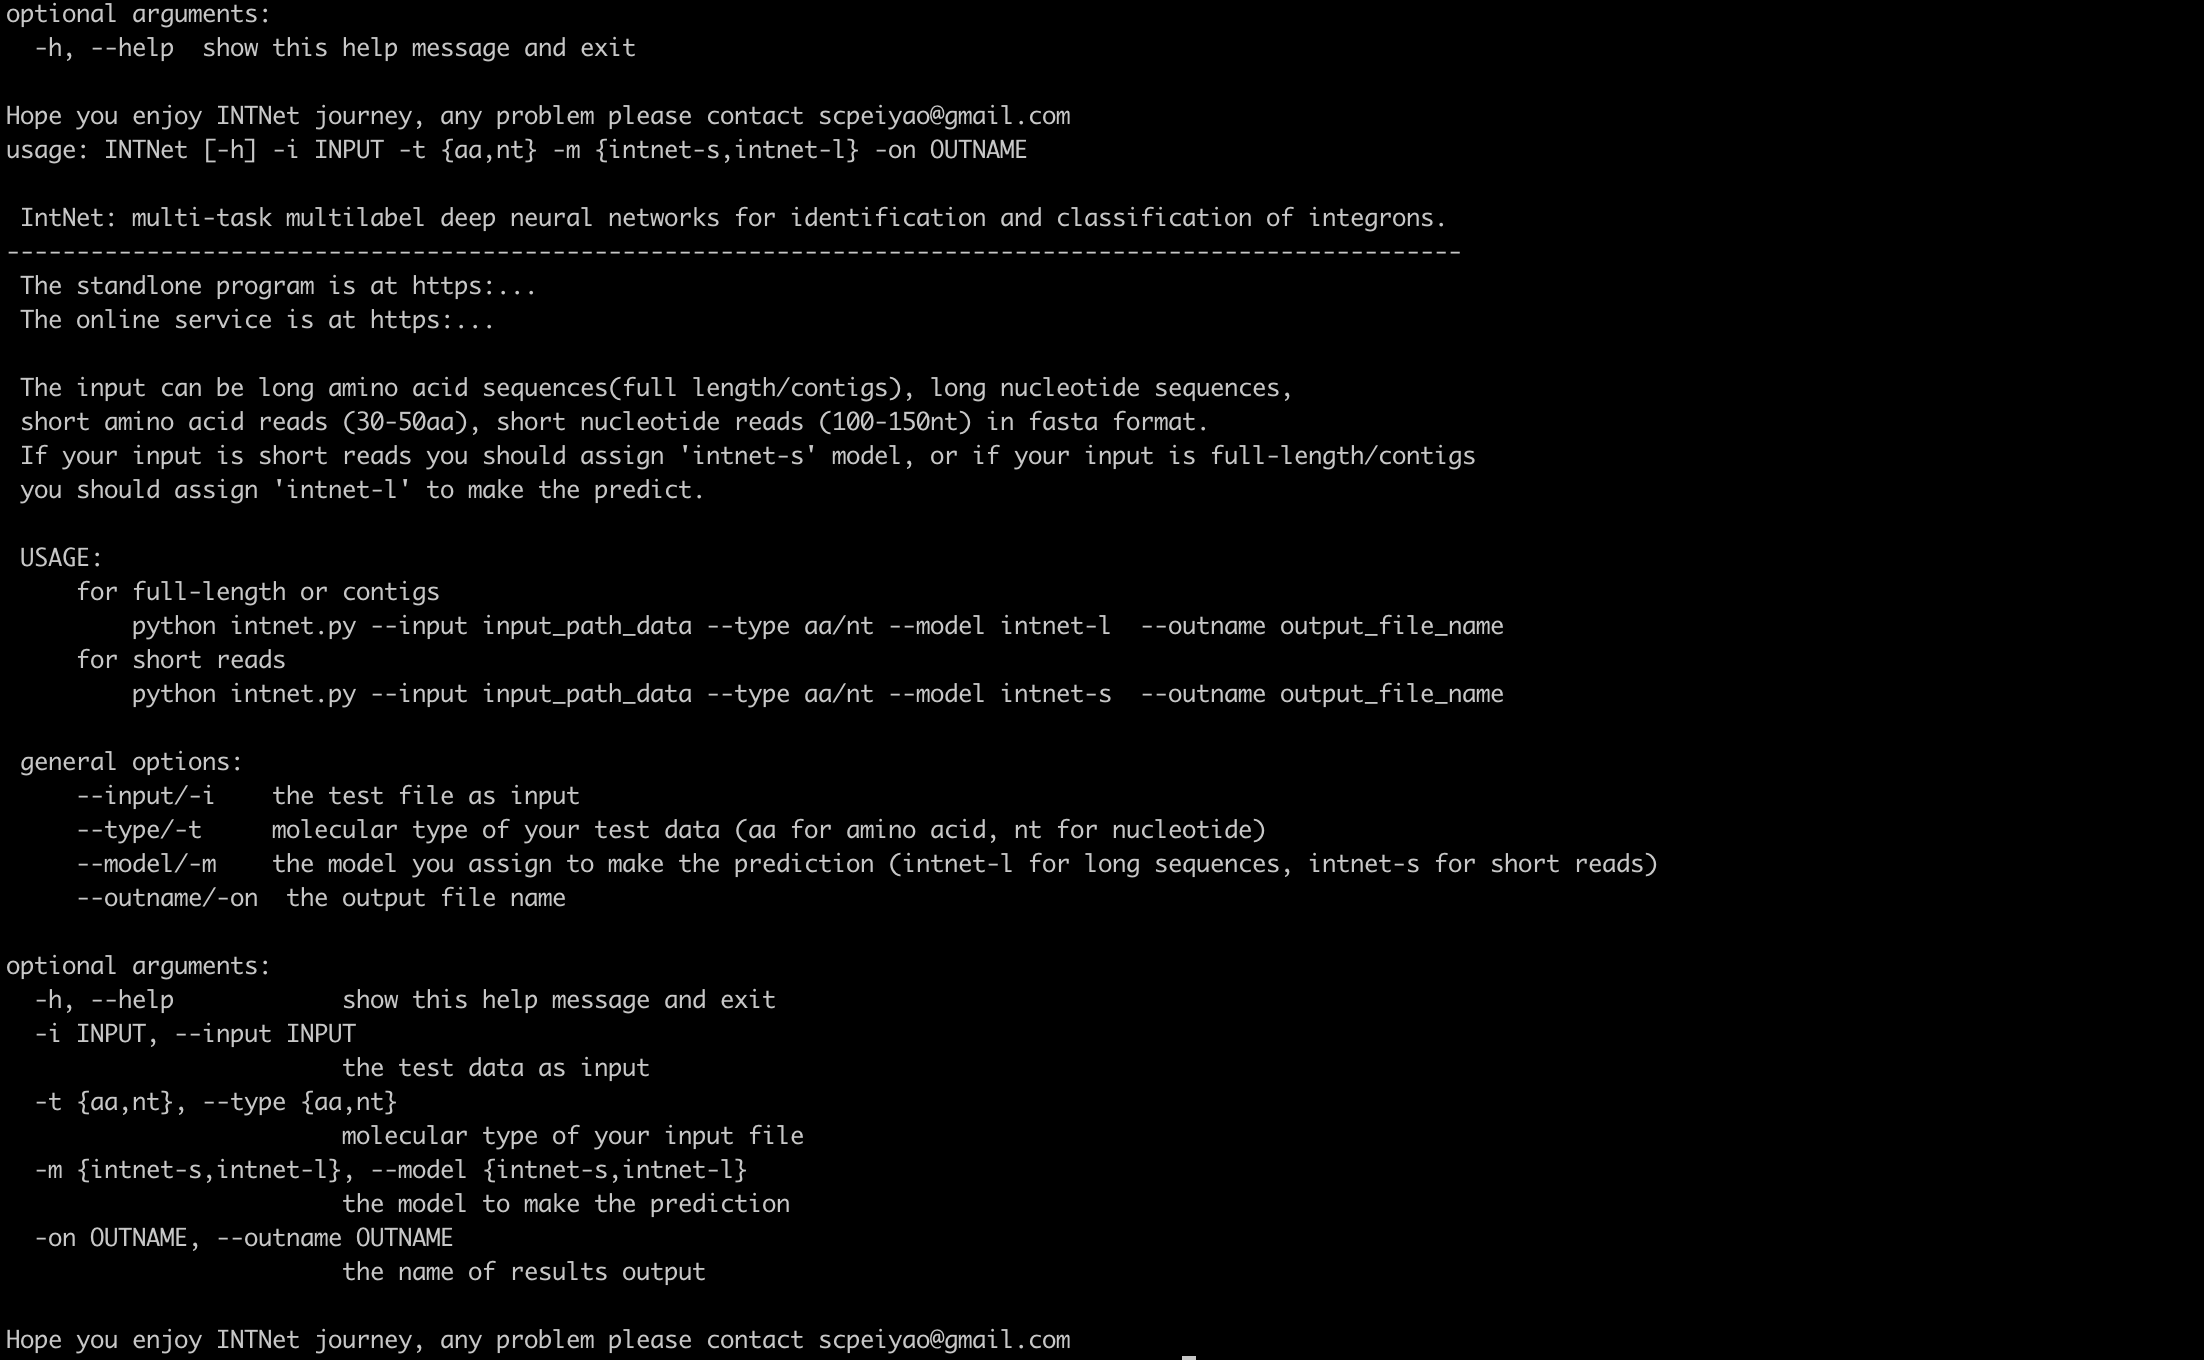 optional arguments:
  -h, --help  show this help message and exit

Hope you enjoy INTNet journey, any problem please contact scpeiyao@gmail.com
usage: INTNet [-h] -i INPUT -t {aa,nt} -m {intnet-s,intnet-l} -on OUTNAME

 IntNet: multi-task multilabel deep neural networks for identification and classification of integrons.
--------------------------------------------------------------------------------------------------------
 The standlone program is at https:...
 The online service is at https:...

 The input can be long amino acid sequences(full length/contigs), long nucleotide sequences,
 short amino acid reads (30-50aa), short nucleotide reads (100-150nt) in fasta format.
 If your input is short reads you should assign 'intnet-s' model, or if your input is full-length/contigs
 you should assign 'intnet-l' to make the predict.

 USAGE:
     for full-length or contigs
         python intnet.py --input input_path_data --type aa/nt --model intnet-l  --outname output_file_name
     for short reads
         python intnet.py --input input_path_data --type aa/nt --model intnet-s  --outname output_file_name

 general options:
     --input/-i    the test file as input
     --type/-t     molecular type of your test data (aa for amino acid, nt for nucleotide)
     --model/-m    the model you assign to make the prediction (intnet-l for long sequences, intnet-s for short reads)
     --outname/-on  the output file name

optional arguments:
  -h, --help            show this help message and exit
  -i INPUT, --input INPUT
                        the test data as input
  -t {aa,nt}, --type {aa,nt}
                        molecular type of your input file
  -m {intnet-s,intnet-l}, --model {intnet-s,intnet-l}
                        the model to make the prediction
  -on OUTNAME, --outname OUTNAME
                        the name of results output

Hope you enjoy INTNet journey, any problem please contact scpeiyao@gmail.com